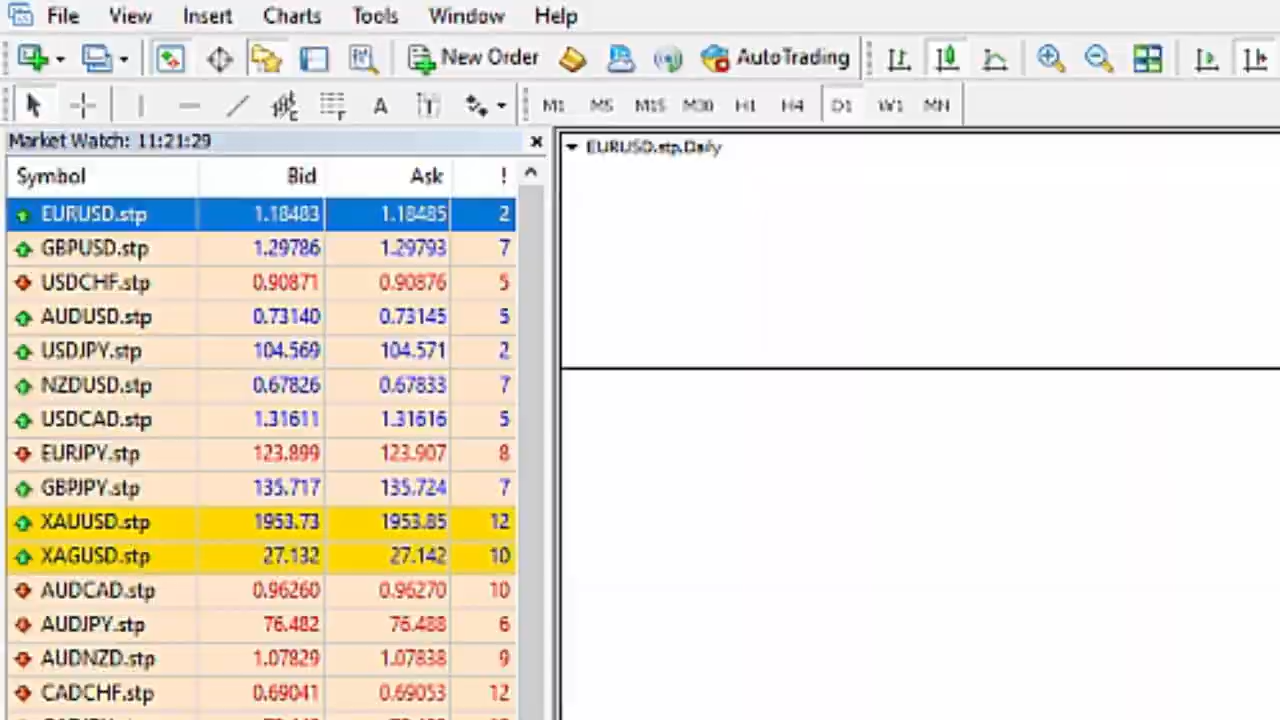 File View Insert Charts Tools Window Help
New Order AutoTrading
A T M1 M5 M15 M30 H1 H4 D1 W1 MN
Market Watch: 11:21:29
EURUSD.stp,Daily
Symbol Bid Ask !
EURUSD.stp 1.18483 1.18485 2
GBPUSD.stp 1.29786 1.29793 7
USDCHF.stp 0.90871 0.90876 5
AUDUSD.stp 0.73140 0.73145 5
USDJPY.stp 104.569 104.571 2
NZDUSD.stp 0.67826 0.67833 7
USDCAD.stp 1.31611 1.31616 5
EURJPY.stp 123.899 123.907 8
GBPJPY.stp 135.717 135.724 7
XAUUSD.stp 1953.73 1953.85 12
XAGUSD.stp 27.132 27.142 10
AUDCAD.stp 0.96260 0.96270 10
AUDJPY.stp 76.482 76.488 6
AUDNZD.stp 1.07829 1.07838 9
CADCHF.stp 0.69041 0.69053 12